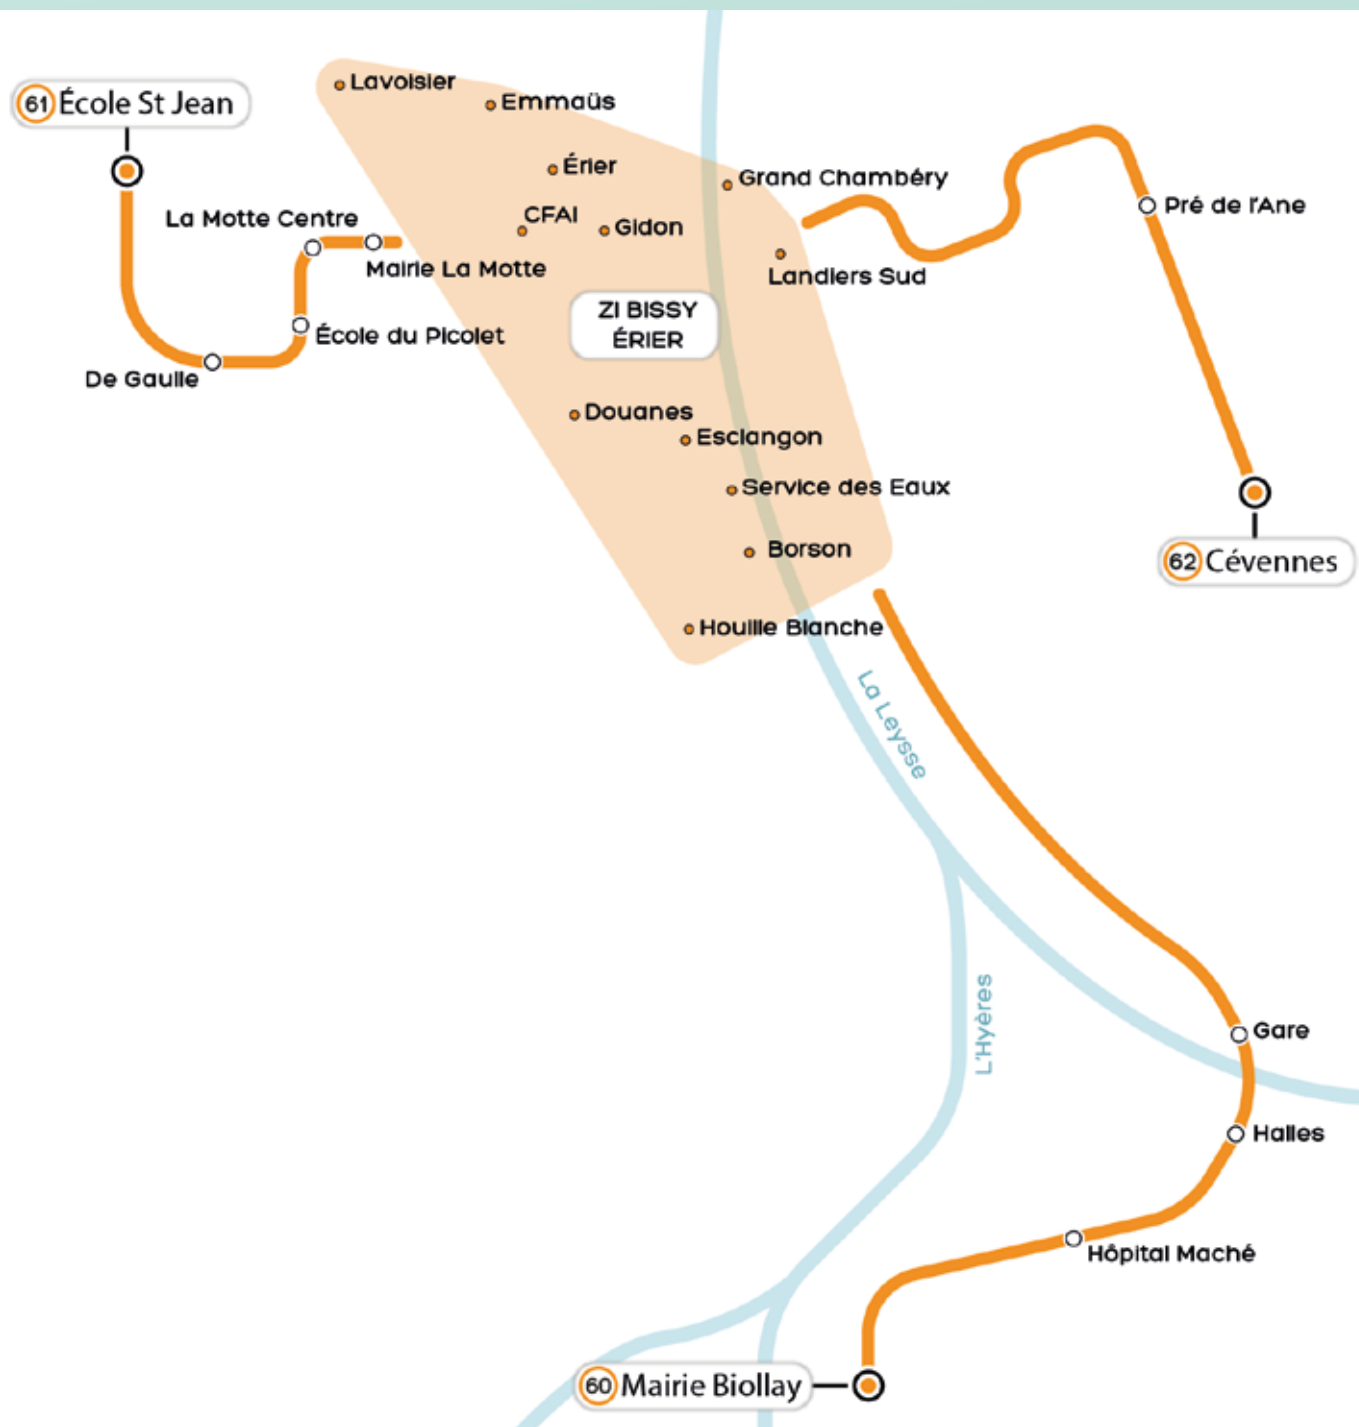 Lavoisier
61 École St Jean
Emmaüs
Érier
Grand Chambéry
Pré de l'Ane
La Motte Centre
CFAI
Gidon
Mairie La Motte
Landiers Sud
ZI BISSY
ÉRIER
École du Picolet
De Gaulle
Douanes
Esclangon
Service des Eaux
Borson
62 Cévennes
Houille Blanche
La Leysse
L'Hyères
Gare
Halles
Hôpital Maché
60 Mairie Biollay